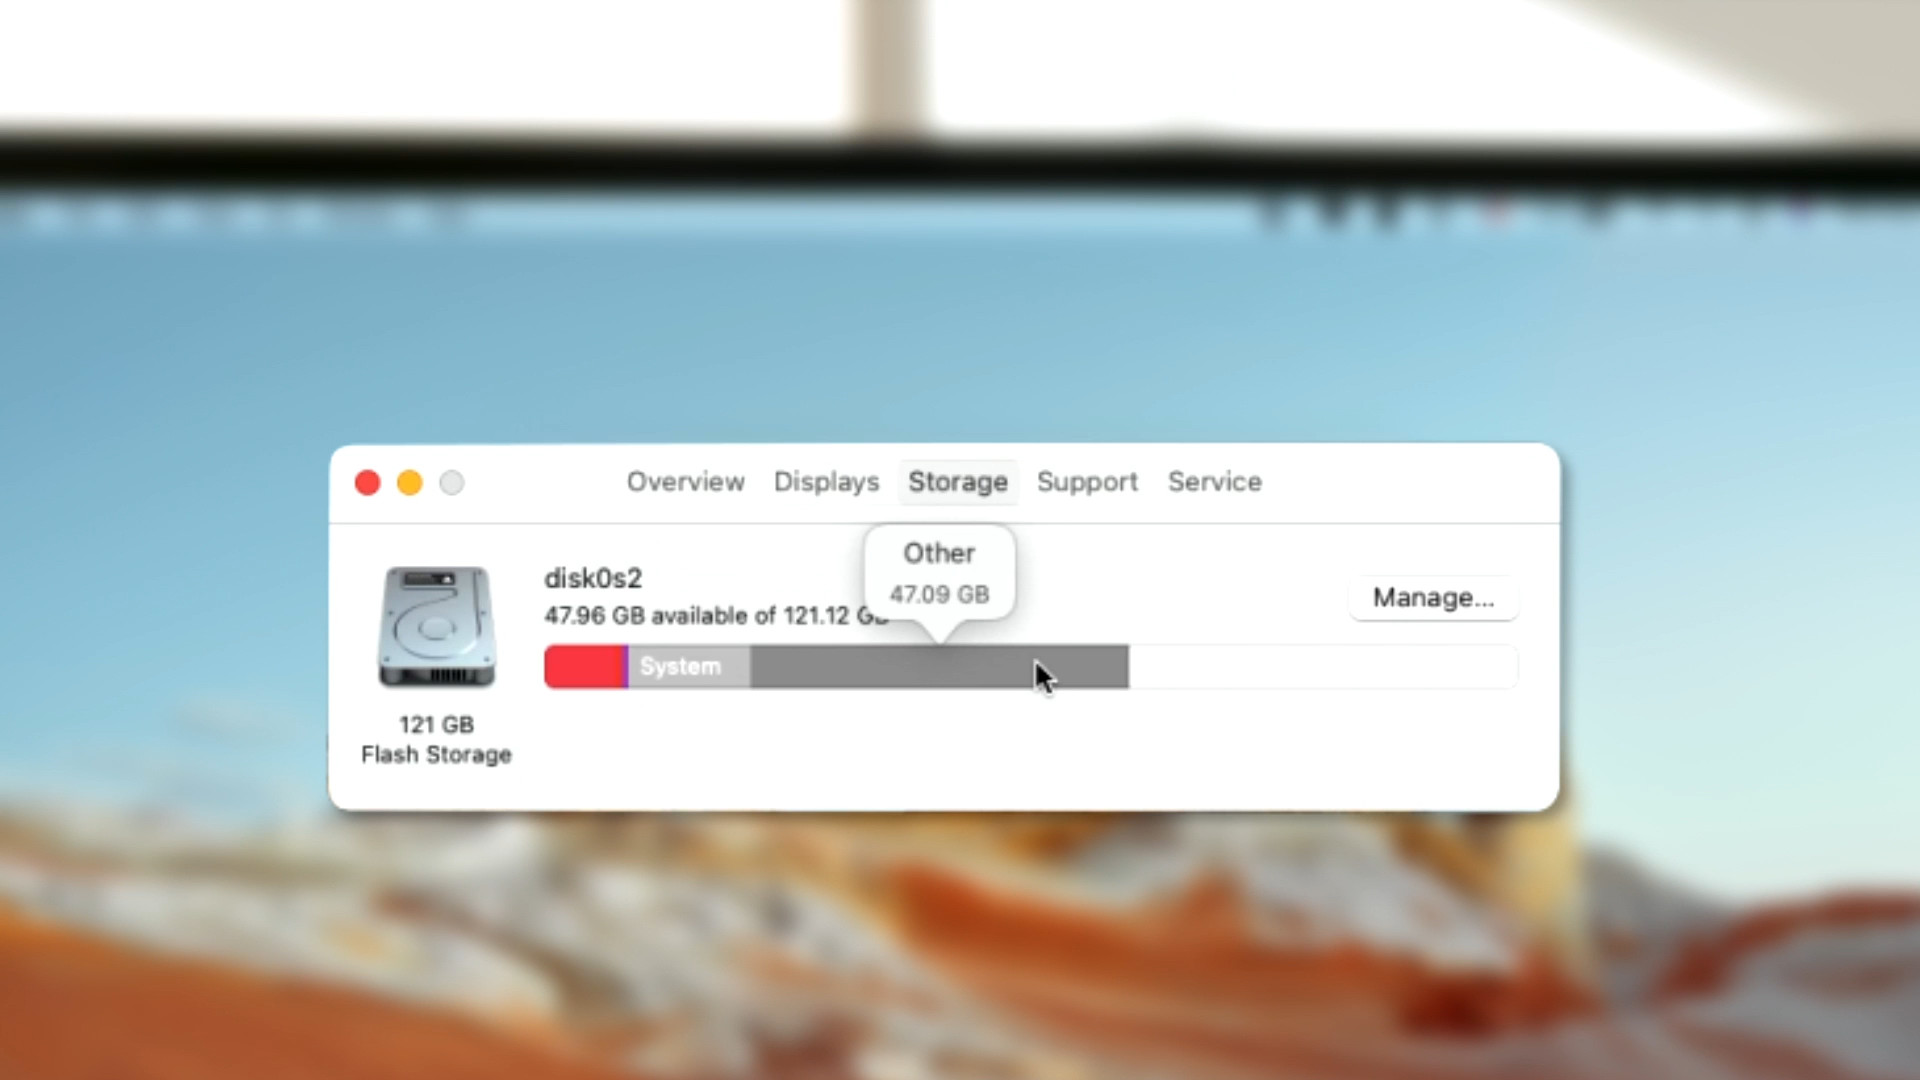 Overview Displays Storage Support Service
Other
47.09 GB
disk0s2
47.96 GB available of 121.12
Manage...
System
121 GB
Flash Storage